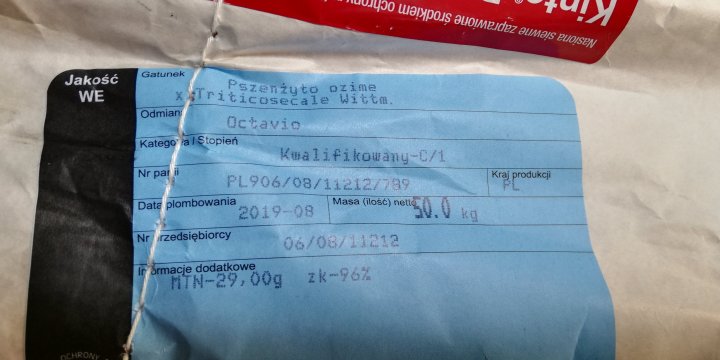 Kinto®
Nasiona siewne zaprawione środkiem ochrony
Jakość
WE
Gatunek
Pszenżyto ozime
x Triticosecale Wittm.
Odmiana
Octavio
Kategoria / Stopień
Kwalifikowany-C/1
Nr partii
PL906/08/11212/789
Kraj produkcji
PL
Data plombowania
2019-08
Masa (ilość) netto
50.0 kg
Nr przedsiębiorcy
06/08/11212
Informacje dodatkowe
MTN-29,00g zk-96%
OCHRONY